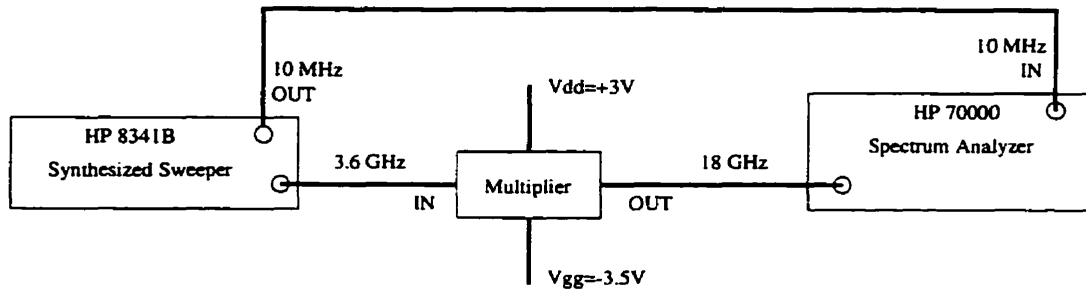 10 MHz
OUT
10 MHz
IN
HP 8341B
Synthesized Sweeper
3.6 GHz
IN
Vdd=+3V
Multiplier
Vgg=-3.5V
18 GHz
OUT
HP 70000
Spectrum Analyzer